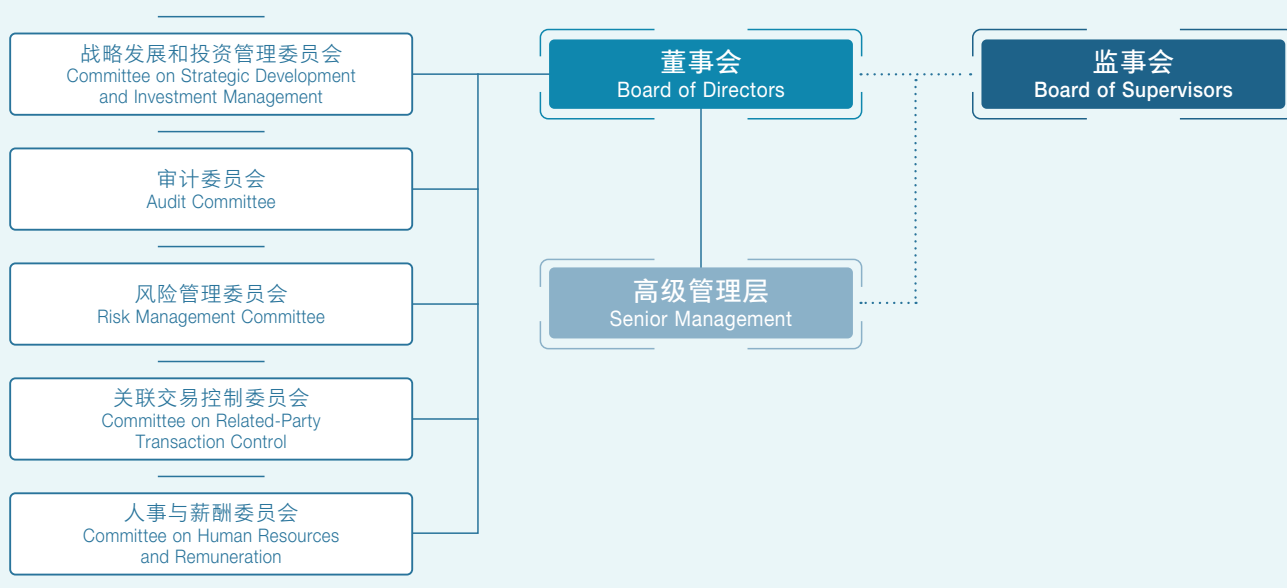 战略发展和投资管理委员会
Committee on Strategic Development
and Investment Management
董事会
Board of Directors
监事会
Board of Supervisors
审计委员会
Audit Committee
风险管理委员会
Risk Management Committee
高级管理层
Senior Management
关联交易控制委员会
Committee on Related-Party
Transaction Control
人事与薪酬委员会
Committee on Human Resources
and Remuneration